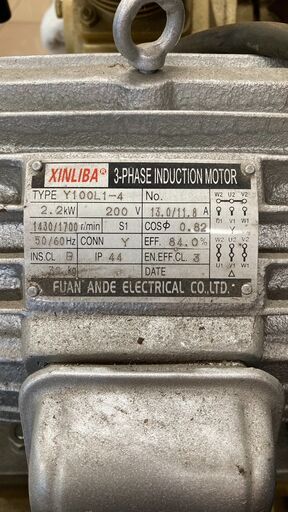 XINLIBA® 3-PHASE INDUCTION MOTOR
TYPE Y100L1-4 No. W2 U2 V2
2.2kW 200 V 13.0/11.8 A
1430/1700 r/min S1 COSΦ 0.82 U1 V1 W1 Y
50/60Hz CONN Y EFF. 84.0% W2 U2 V2
INS.CL B IP 44 EN.EFF.CL 3
kg DATE U1 V1 W1 △
FUAN ANDE ELECTRICAL CO.,LTD.